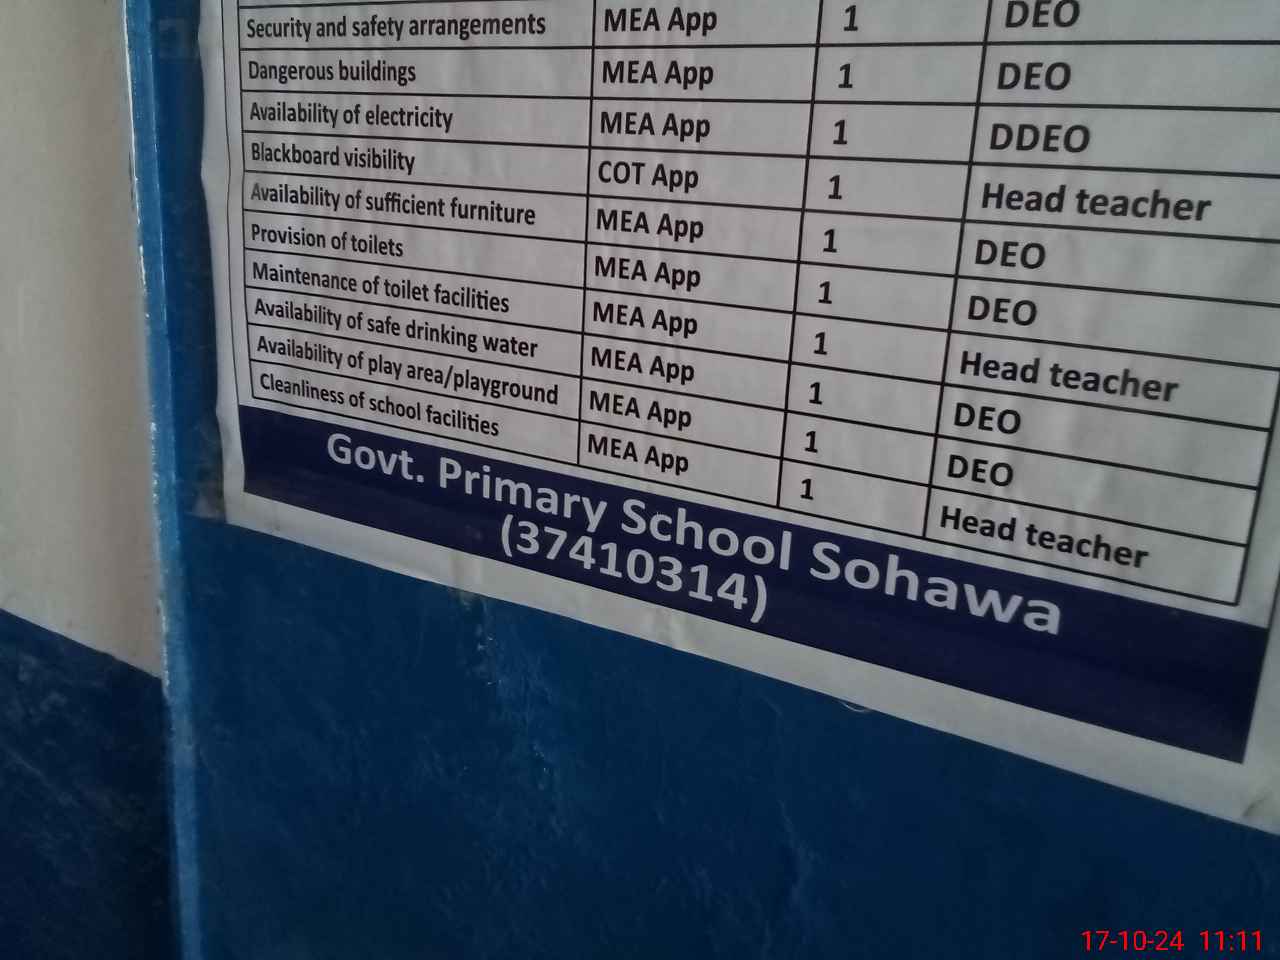 Security and safety arrangements MEA App 1 DEO
Dangerous buildings MEA App 1 DEO
Availability of electricity MEA App 1 DDEO
Blackboard visibility COT App 1 Head teacher
Availability of sufficient furniture MEA App 1 DEO
Provision of toilets MEA App 1 DEO
Maintenance of toilet facilities MEA App 1 Head teacher
Availability of safe drinking water MEA App 1 DEO
Availability of play area/playground MEA App 1 DEO
Cleanliness of school facilities MEA App 1 Head teacher
Govt. Primary School Sohawa
(37410314)
17-10-24 11:11